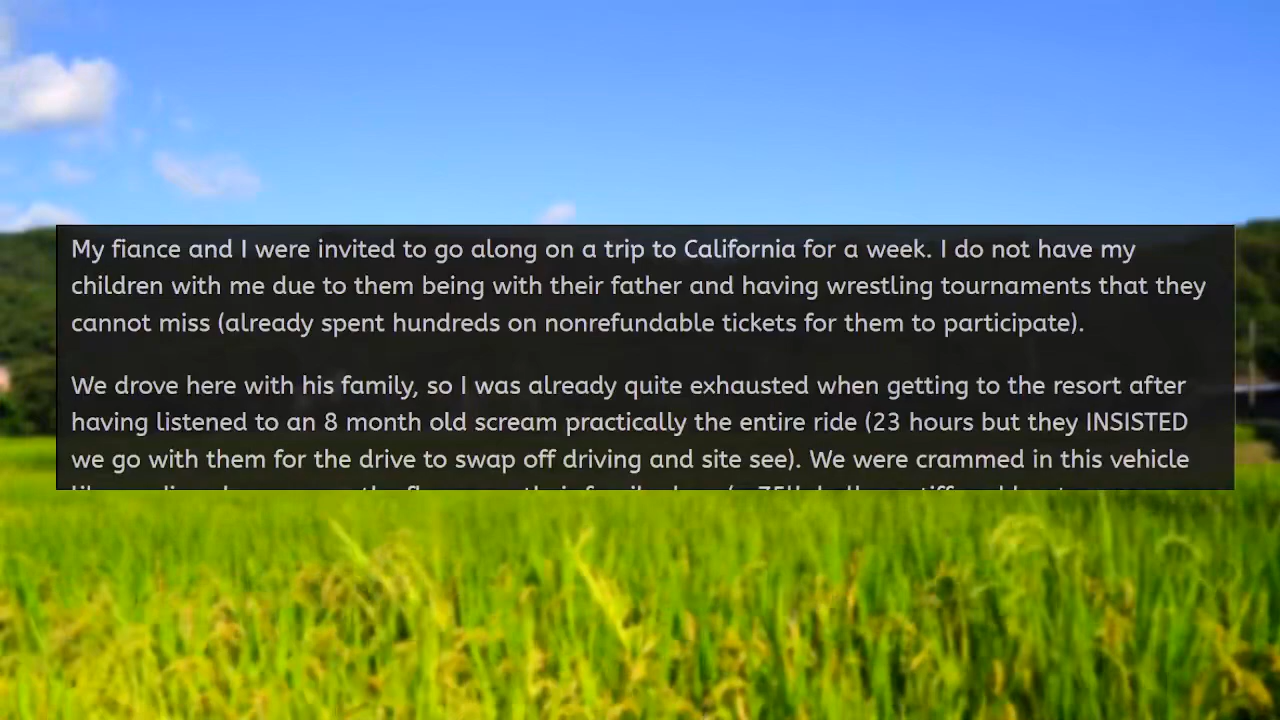 My fiance and I were invited to go along on a trip to California for a week. I do not have my
children with me due to them being with their father and having wrestling tournaments that they
cannot miss (already spent hundreds on nonrefundable tickets for them to participate).
We drove here with his family, so I was already quite exhausted when getting to the resort after
having listened to an 8 month old scream practically the entire ride (23 hours but they INSISTED
we go with them for the drive to swap off driving and site see). We were crammed in this vehicle